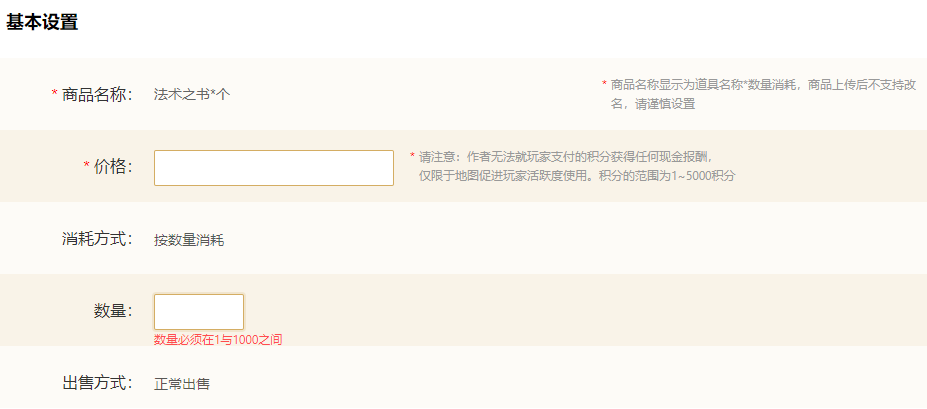 基本设置
* 商品名称： 法术之书*个
* 商品名称显示为道具名称*数量消耗，商品上传后不支持改
名，请谨慎设置
* 价格：
* 请注意：作者无法就玩家支付的积分获得任何现金报酬，
仅限于地图促进玩家活跃度使用。积分的范围为1~5000积分
消耗方式： 按数量消耗
数量：
数量必须在1与1000之间
出售方式： 正常出售